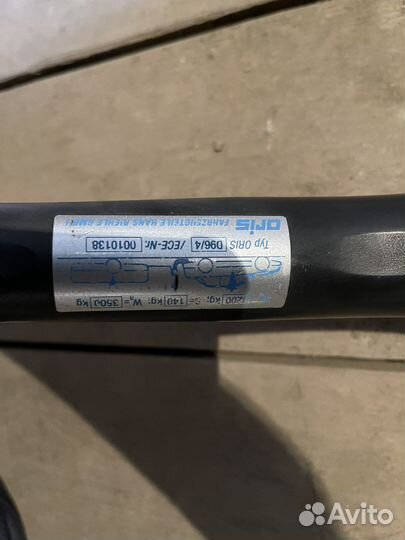 oris
FAHRZEUGTEILE HANS RIEHLE GMBH
Typ ORIS D96/4 /ECE-Nr. 0010138
200 kg; S= 140 kg; W= 3500 kg
Avito